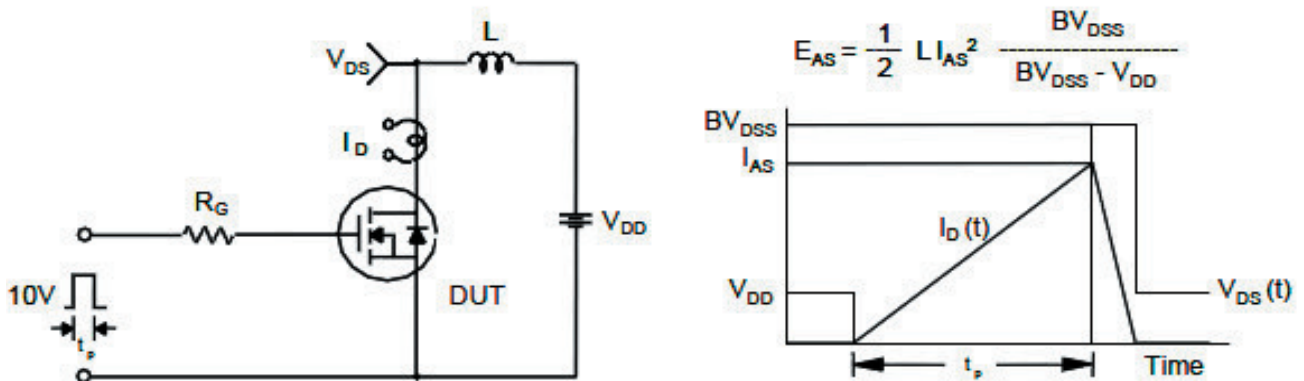 L
V_DS
I_D
R_G
V_DD
10V
DUT
t_p
E_AS = 1/2 L I_AS² BV_DSS / (BV_DSS - V_DD)
BV_DSS
I_AS
I_D (t)
V_DD
V_DS (t)
t_p
Time